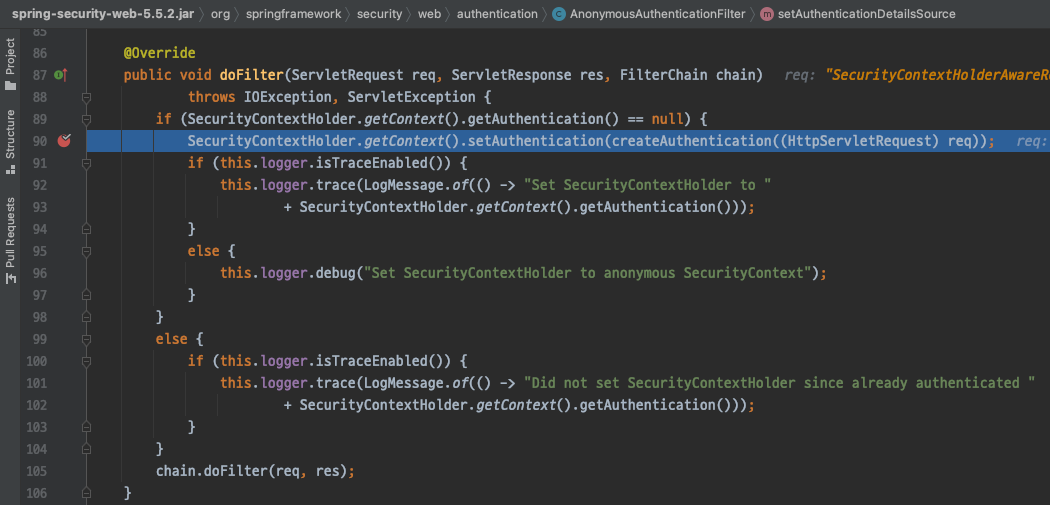 spring-security-web-5.5.2.jar › org › springframework › security › web › authentication › C AnonymousAuthenticationFilter › m setAuthenticationDetailsSource
Project
Structure
Pull Requests
85
86 @Override
87 public void doFilter(ServletRequest req, ServletResponse res, FilterChain chain) req: "SecurityContextHolderAwareR
88 throws IOException, ServletException {
89 if (SecurityContextHolder.getContext().getAuthentication() == null) {
90 SecurityContextHolder.getContext().setAuthentication(createAuthentication((HttpServletRequest) req)); req:
91 if (this.logger.isTraceEnabled()) {
92 this.logger.trace(LogMessage.of(() -> "Set SecurityContextHolder to "
93 + SecurityContextHolder.getContext().getAuthentication()));
94 }
95 else {
96 this.logger.debug("Set SecurityContextHolder to anonymous SecurityContext");
97 }
98 }
99 else {
100 if (this.logger.isTraceEnabled()) {
101 this.logger.trace(LogMessage.of(() -> "Did not set SecurityContextHolder since already authenticated "
102 + SecurityContextHolder.getContext().getAuthentication()));
103 }
104 }
105 chain.doFilter(req, res);
106 }